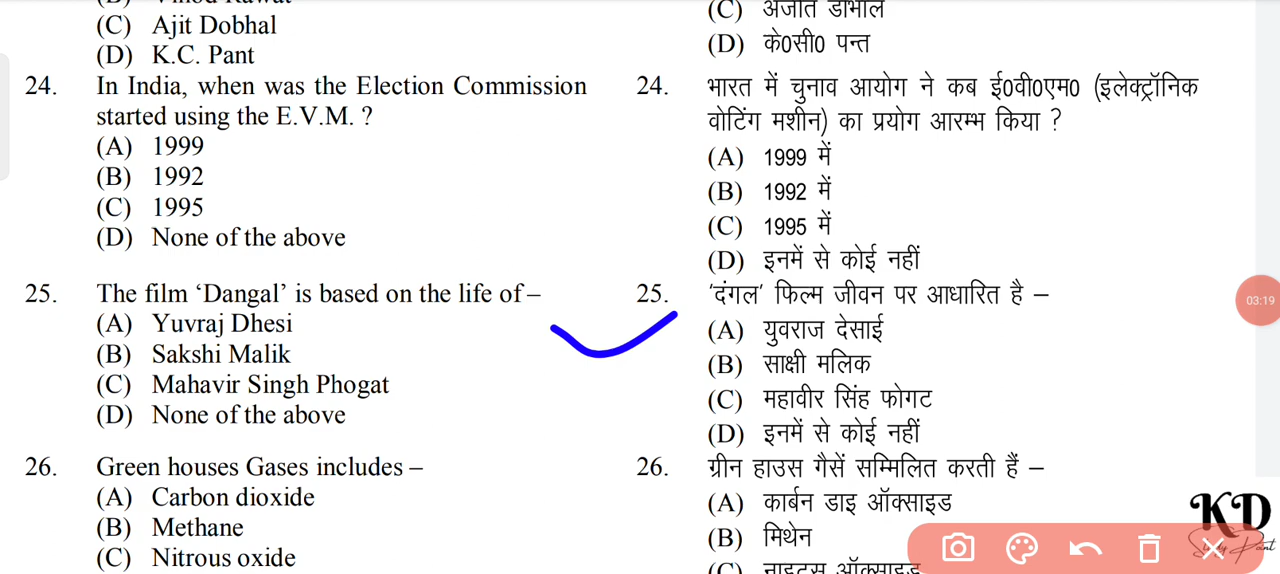 (C) Ajit Dobhal
(D) K.C. Pant
24. In India, when was the Election Commission
started using the E.V.M. ?
(A) 1999
(B) 1992
(C) 1995
(D) None of the above
25. The film ‘Dangal’ is based on the life of –
(A) Yuvraj Dhesi
(B) Sakshi Malik
(C) Mahavir Singh Phogat
(D) None of the above
26. Green houses Gases includes –
(A) Carbon dioxide
(B) Methane
(C) Nitrous oxide
(C) अजीत डोभाल
(D) के0सी0 पन्त
24. भारत में चुनाव आयोग ने कब ई0वी0एम0 (इलेक्ट्रॉनिक
वोटिंग मशीन) का प्रयोग आरम्भ किया ?
(A) 1999 में
(B) 1992 में
(C) 1995 में
(D) इनमें से कोई नहीं
25. ‘दंगल’ फिल्म जीवन पर आधारित है –
(A) युवराज देसाई
(B) साक्षी मलिक
(C) महावीर सिंह फोगट
(D) इनमें से कोई नहीं
26. ग्रीन हाउस गैसें सम्मिलित करती हैं –
(A) कार्बन डाइ ऑक्साइड
(B) मिथेन
(C) नाइट्रस ऑक्साइड
03:19
KD